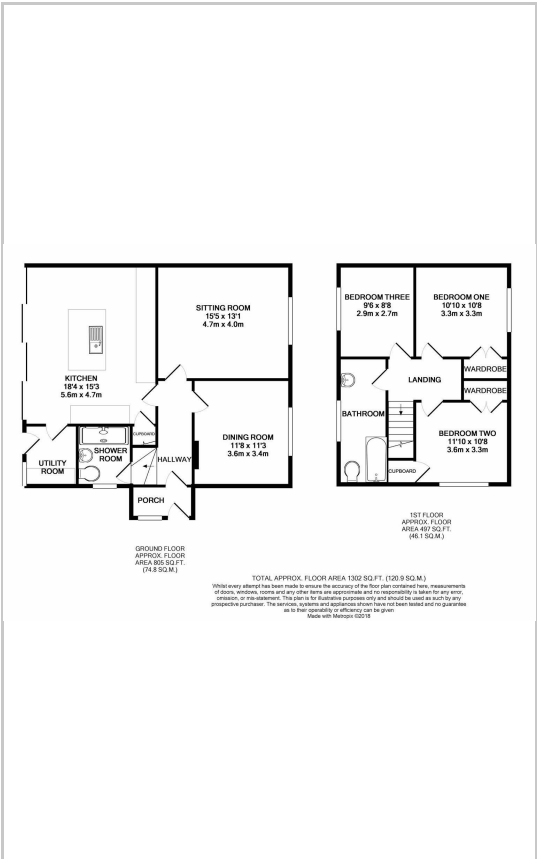 SITTING ROOM
15'5 x 13'1
4.7m x 4.0m
KITCHEN
18'4 x 15'3
5.6m x 4.7m
CUPBOARD
DINING ROOM
11'8 x 11'3
3.6m x 3.4m
SHOWER
ROOM
UTILITY
ROOM
HALLWAY
PORCH
GROUND FLOOR
APPROX. FLOOR
AREA 805 SQ.FT.
(74.8 SQ.M.)
BEDROOM THREE
9'6 x 8'8
2.9m x 2.7m
BEDROOM ONE
10'10 x 10'8
3.3m x 3.3m
WARDROBE
LANDING
WARDROBE
BATHROOM
BEDROOM TWO
11'10 x 10'8
3.6m x 3.3m
CUPBOARD
1ST FLOOR
APPROX. FLOOR
AREA 497 SQ.FT.
(46.1 SQ.M.)
TOTAL APPROX. FLOOR AREA 1302 SQ.FT. (120.9 SQ.M.)
Whilst every attempt has been made to ensure the accuracy of the floor plan contained here, measurements
of doors, windows, rooms and any other items are approximate and no responsibility is taken for any error,
omission, or mis-statement. This plan is for illustrative purposes only and should be used as such by any
prospective purchaser. The services, systems and appliances shown have not been tested and no guarantee
as to their operability or efficiency can be given
Made with Metropix ©2018